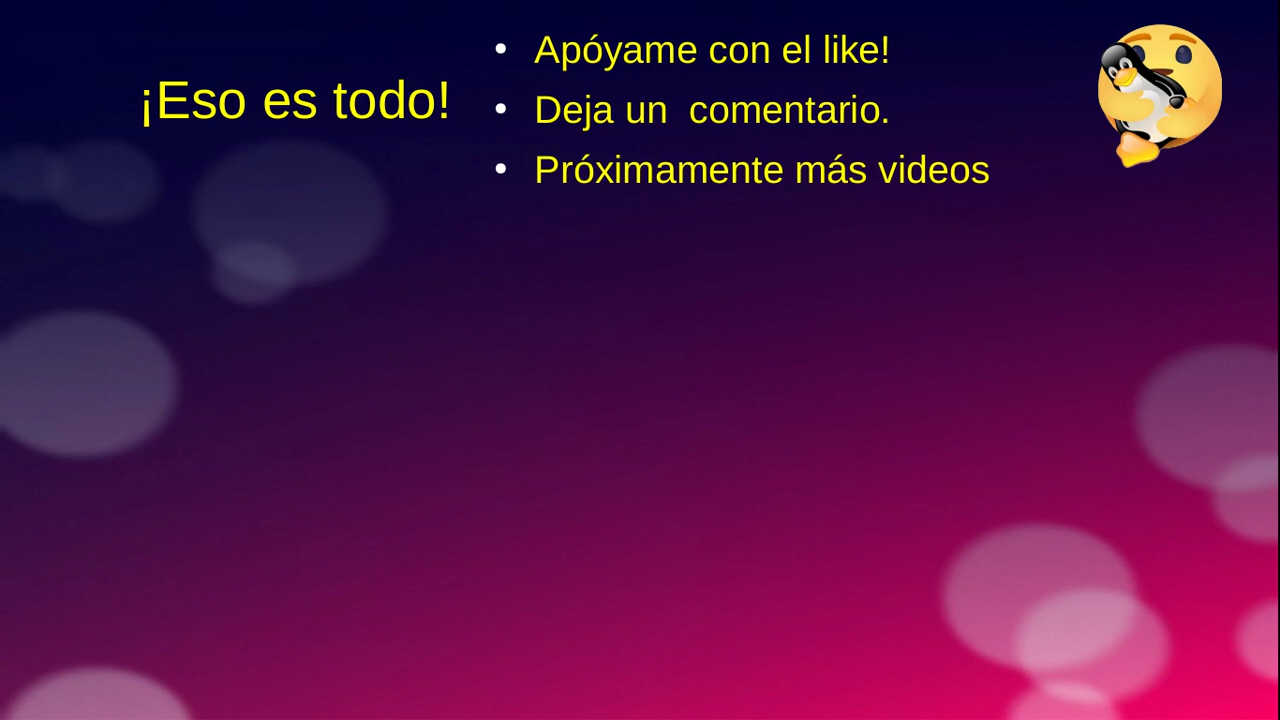 ¡Eso es todo!
Apóyame con el like!
Deja un  comentario.
Próximamente más videos